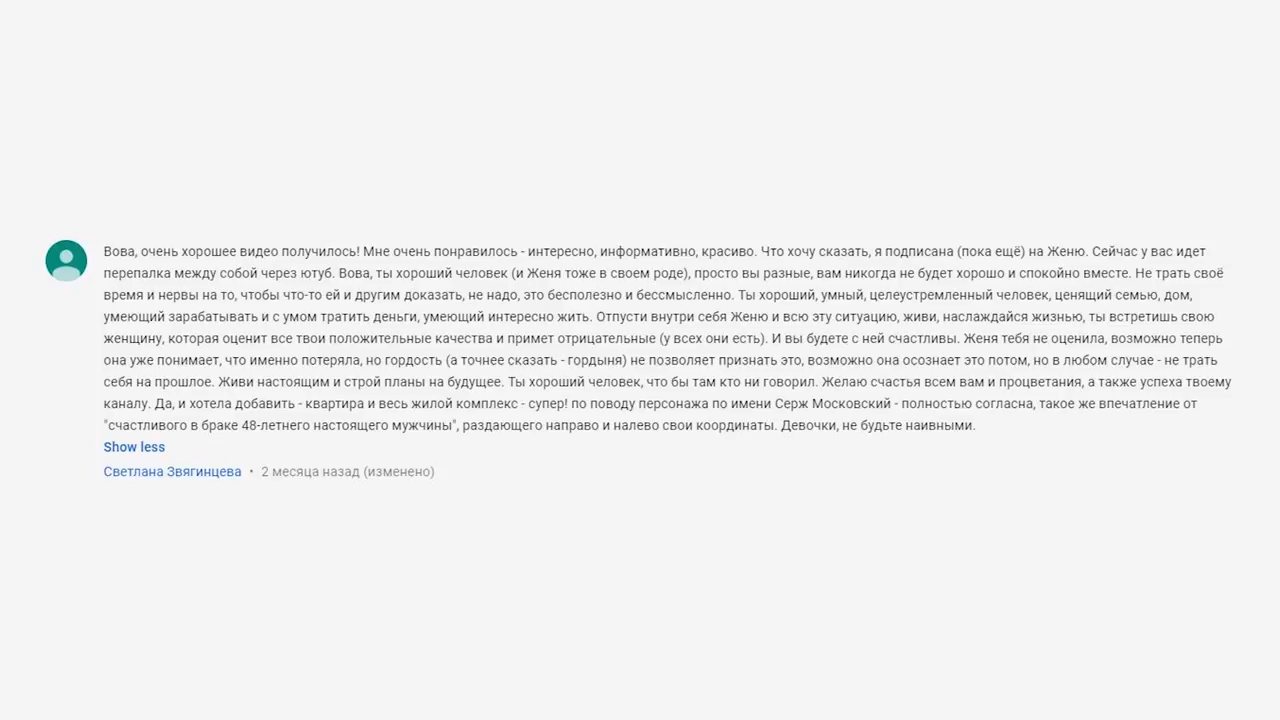 Вова, очень хорошее видео получилось! Мне очень понравилось - интересно, информативно, красиво. Что хочу сказать, я подписана (пока ещё) на Женю. Сейчас у вас идет
перепалка между собой через ютуб. Вова, ты хороший человек (и Женя тоже в своем роде), просто вы разные, вам никогда не будет хорошо и спокойно вместе. Не трать своё
время и нервы на то, чтобы что-то ей и другим доказать, не надо, это бесполезно и бессмысленно. Ты хороший, умный, целеустремленный человек, ценящий семью, дом,
умеющий зарабатывать и с умом тратить деньги, умеющий интересно жить. Отпусти внутри себя Женю и всю эту ситуацию, живи, наслаждайся жизнью, ты встретишь свою
женщину, которая оценит все твои положительные качества и примет отрицательные (у всех они есть). И вы будете с ней счастливы. Женя тебя не оценила, возможно теперь
она уже понимает, что именно потеряла, но гордость (а точнее сказать - гордыня) не позволяет признать это, возможно она осознает это потом, но в любом случае - не трать
себя на прошлое. Живи настоящим и строй планы на будущее. Ты хороший человек, что бы там кто ни говорил. Желаю счастья всем вам и процветания, а также успеха твоему
каналу. Да, и хотела добавить - квартира и весь жилой комплекс - супер! по поводу персонажа по имени Серж Московский - полностью согласна, такое же впечатление от
"счастливого в браке 48-летнего настоящего мужчины", раздающего направо и налево свои координаты. Девочки, не будьте наивными.
Show less
Светлана Звягинцева • 2 месяца назад (изменено)